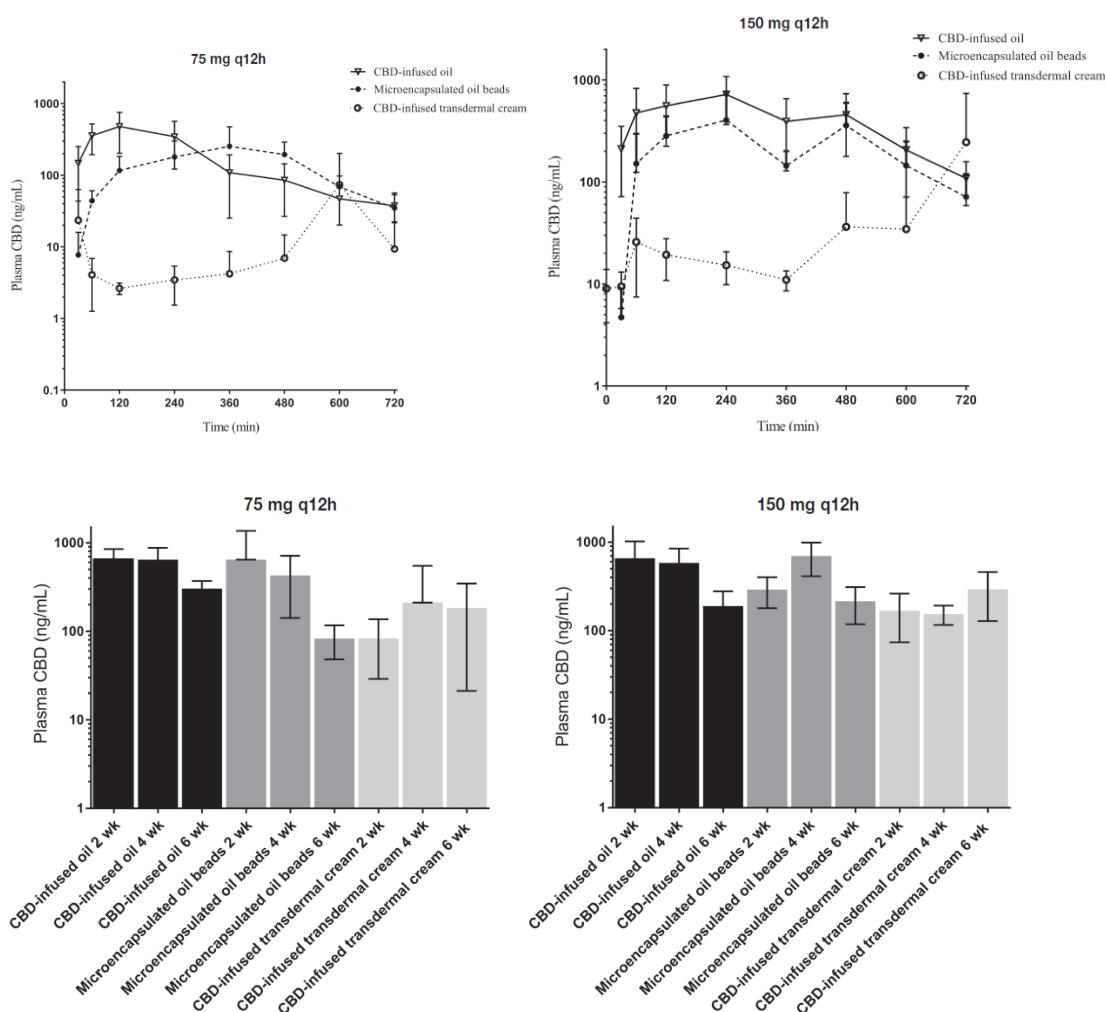 75 mg q12h
CBD-infused oil
Microencapsulated oil beads
CBD-infused transdermal cream
Plasma CBD (ng/mL)
1000
100
10
1
0.1
0 120 240 360 480 600 720
Time (min)
150 mg q12h
CBD-infused oil
Microencapsulated oil beads
CBD-infused transdermal cream
Plasma CBD (ng/mL)
1000
100
10
1
0 120 240 360 480 600 720
Time (min)
75 mg q12h
Plasma CBD (ng/mL)
1000
100
10
1
CBD-infused oil 2 wk
CBD-infused oil 4 wk
CBD-infused oil 6 wk
Microencapsulated oil beads 2 wk
Microencapsulated oil beads 4 wk
Microencapsulated oil beads 6 wk
CBD-infused transdermal cream 2 wk
CBD-infused transdermal cream 4 wk
CBD-infused transdermal cream 6 wk
150 mg q12h
Plasma CBD (ng/mL)
1000
100
10
1
CBD-infused oil 2 wk
CBD-infused oil 4 wk
CBD-infused oil 6 wk
Microencapsulated oil beads 2 wk
Microencapsulated oil beads 4 wk
Microencapsulated oil beads 6 wk
CBD-infused transdermal cream 2 wk
CBD-infused transdermal cream 4 wk
CBD-infused transdermal cream 6 wk